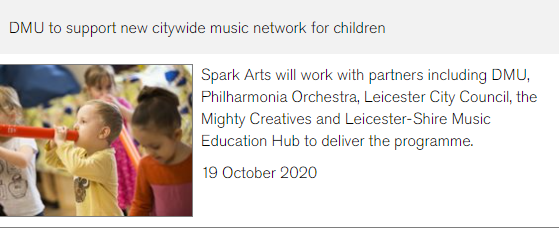 DMU to support new citywide music network for children
Spark Arts will work with partners including DMU,
Philharmonia Orchestra, Leicester City Council, the
Mighty Creatives and Leicester-Shire Music
Education Hub to deliver the programme.
19 October 2020